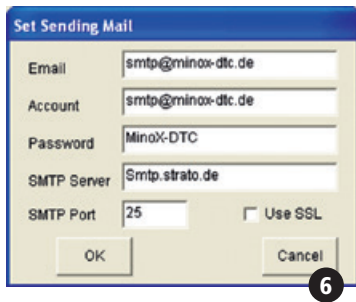 Set Sending Mail
Email smtp@minox-dtc.de
Account smtp@minox-dtc.de
Password MinoX-DTC
SMTP Server Smtp.strato.de
SMTP Port 25 Use SSL
OK Cancel
6